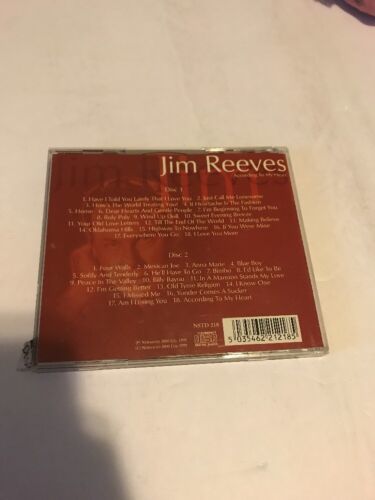 Jim Reeves
According To My Heart
Disc 1
1. Have I Told You Lately That I Love You 2. Just Call Me Lonesome
3. How's The World Treating You? 4. If Heartache Is The Fashion
5. Home 6. Dear Hearts And Gentle People 7. I'm Beginning To Forget You
8. Roly Poly 9. Wind Up Doll 10. Sweet Evening Breeze
11. Your Old Love Letters 12. Till The End Of The World 13. Making Believe
14. Oklahoma Hills 15. Highway To Nowhere 16. If You Were Mine
17. Everywhere You Go 18. I Love You More
Disc 2
1. Four Walls 2. Mexican Joe 3. Anna Marie 4. Blue Boy
5. Softly And Tenderly 6. He'll Have To Go 7. Bimbo 8. I'd Like To Be
9. Peace In The Valley 10. Billy Bayou 11. In A Mansion Stands My Love
12. I'm Getting Better 13. Old Tyme Religion 14. I Know One
15. I Missed Me 16. Yonder Comes A Sucker
17. Am I Losing You 18. According To My Heart
NSTD 218
5 035462 212185